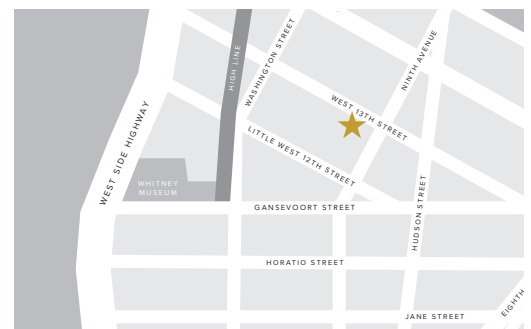 HIGH LINE
WASHINGTON STREET
NINTH AVENUE
WEST 13TH STREET
LITTLE WEST 12TH STREET
WEST SIDE HIGHWAY
WHITNEY
MUSEUM
GANSEVOORT STREET
HUDSON STREET
HORATIO STREET
EIGHTH
JANE STREET